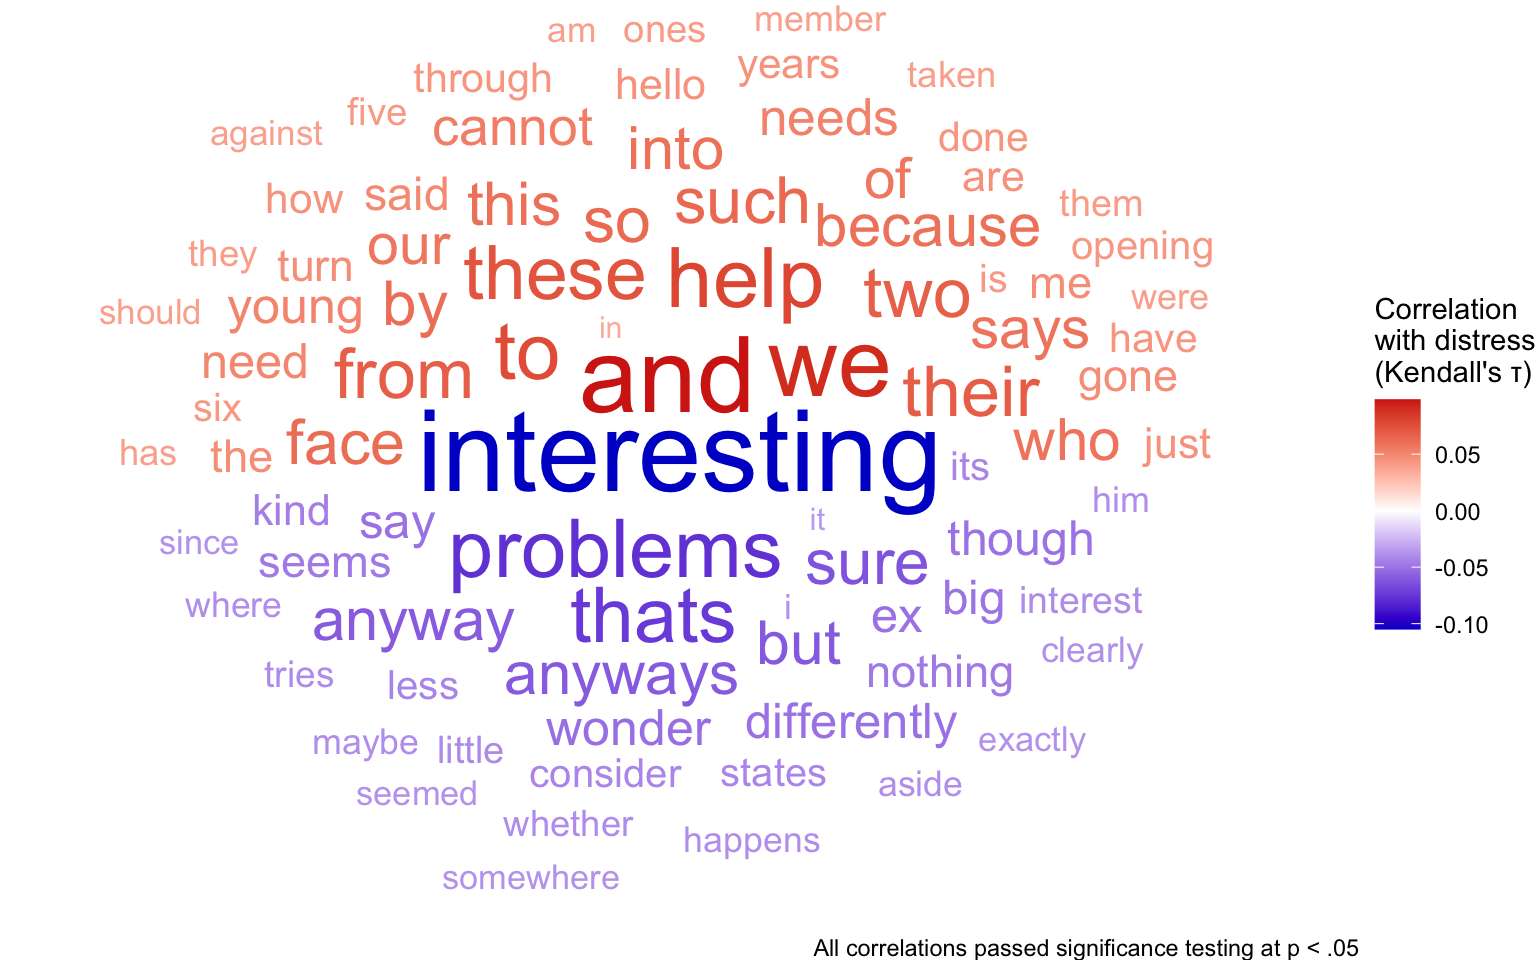 am ones member
through hello years taken
against five cannot into needs done
how said this so such of are them
they turn our these help because opening
should young by in two is me were
need from to and we says have
six their gone
has the face interesting who just
its
kind say it him
since seems problems sure though
where anyway thats i ex big interest
tries less anyways but nothing clearly
maybe little wonder differently exactly
seemed consider states aside
whether happens
somewhere
Correlation
with distress
(Kendall's τ)
0.05
0.00
-0.05
-0.10
All correlations passed significance testing at p < .05